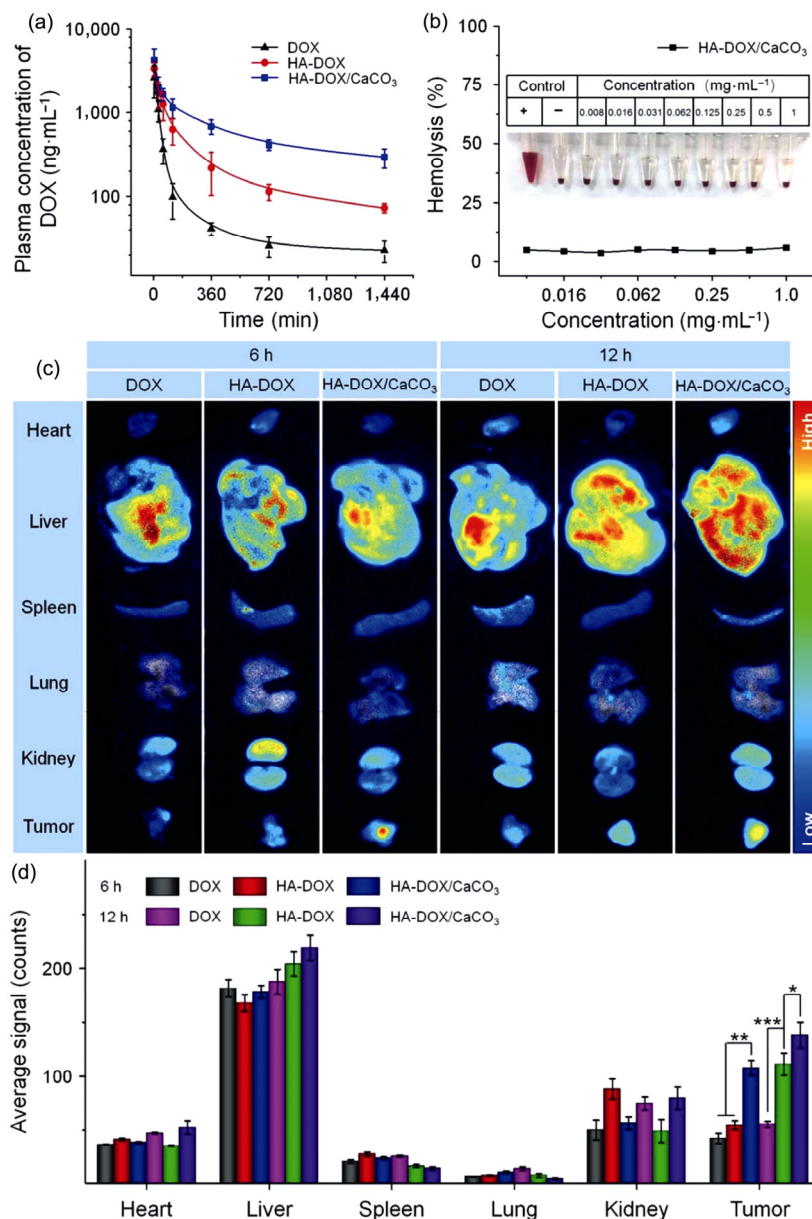 (a)
10,000
1,000
100
Plasma concentration of
DOX (ng·mL⁻¹)
DOX
HA-DOX
HA-DOX/CaCO₃
0 360 720 1,080 1,440
Time (min)
(b)
100
75
50
25
0
Hemolysis (%)
HA-DOX/CaCO₃
Control Concentration (mg·mL⁻¹)
+ − 0.008 0.016 0.031 0.062 0.125 0.25 0.5 1
0.016 0.062 0.25 1.0
Concentration (mg·mL⁻¹)
(c)
6 h 12 h
DOX HA-DOX HA-DOX/CaCO₃ DOX HA-DOX HA-DOX/CaCO₃
Heart
Liver
Spleen
Lung
Kidney
Tumor
High
Low
(d)
6 h DOX HA-DOX HA-DOX/CaCO₃
12 h DOX HA-DOX HA-DOX/CaCO₃
200
100
0
Average signal (counts)
** *** *
Heart Liver Spleen Lung Kidney Tumor